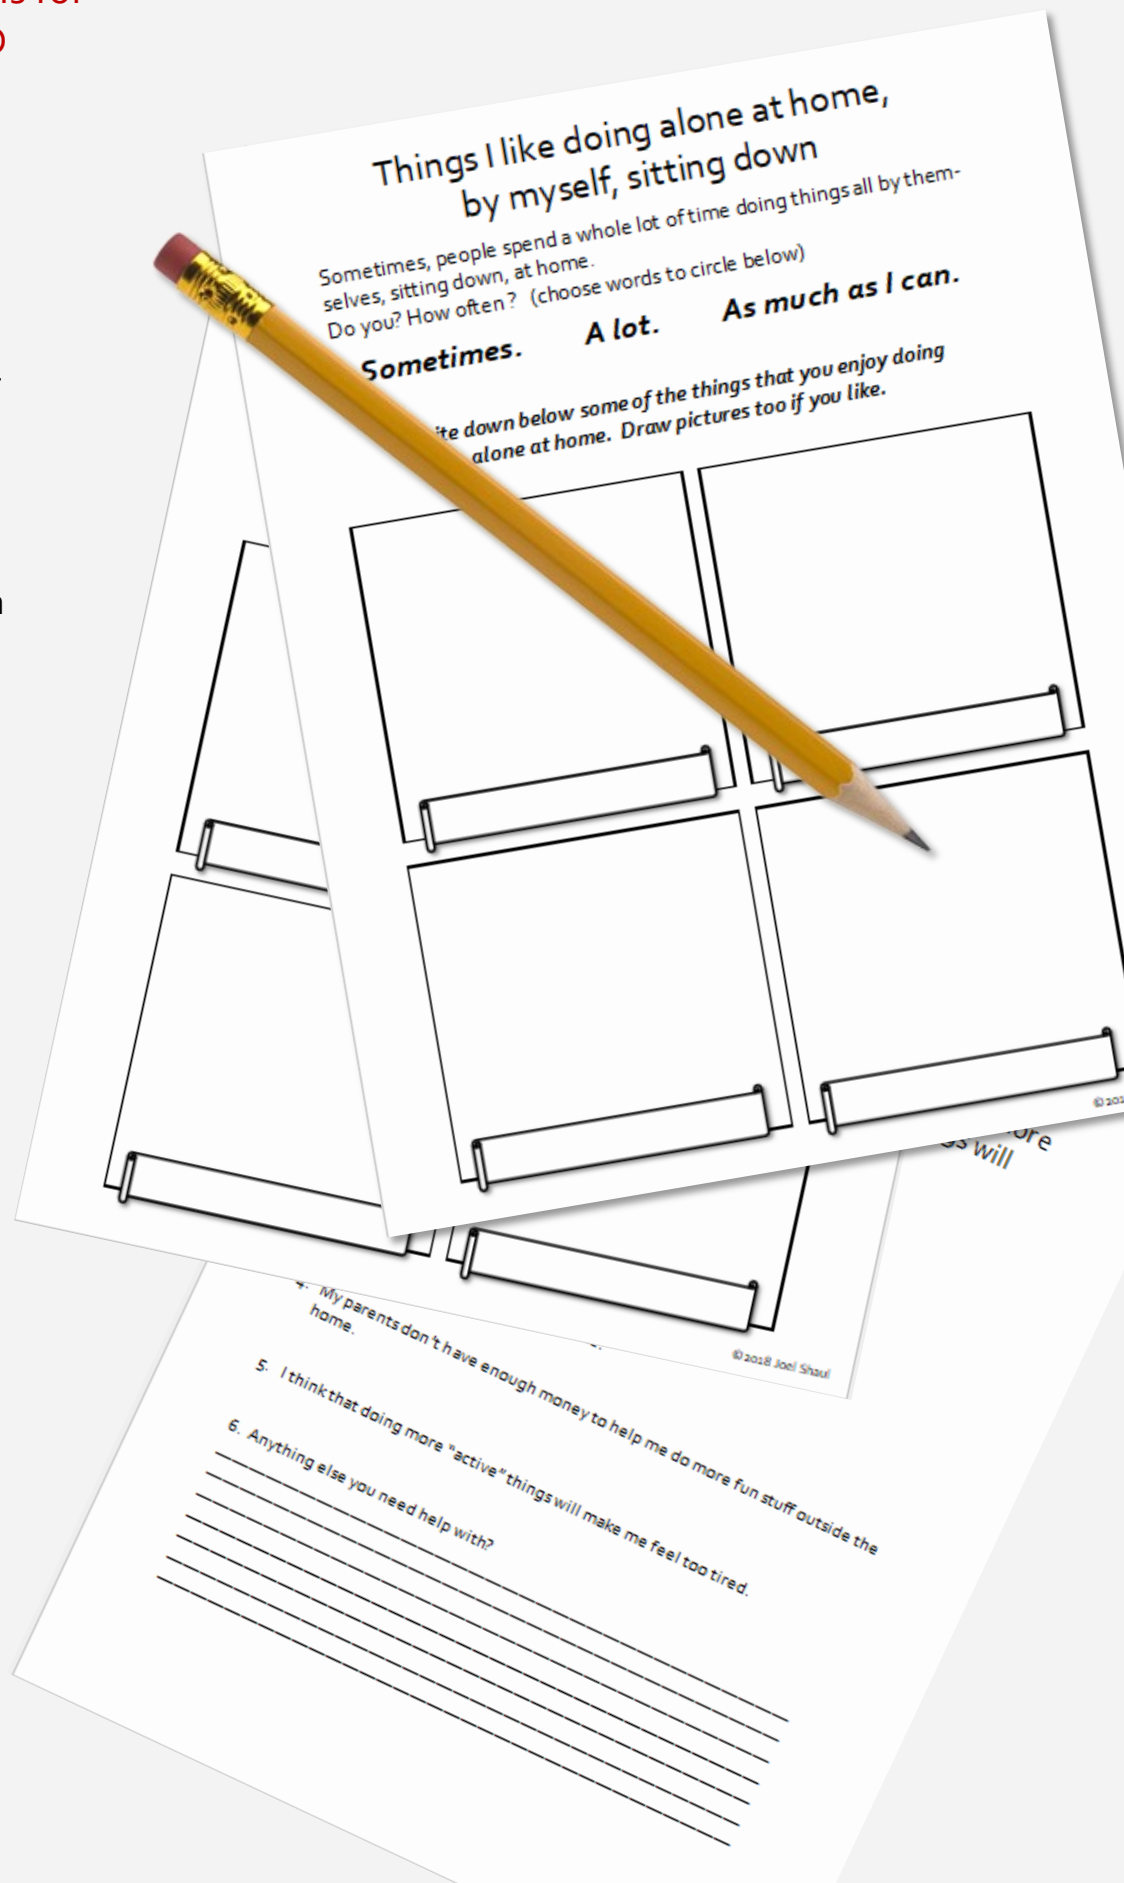 Things I like doing alone at home,
by myself, sitting down
Sometimes, people spend a whole lot of time doing things all by them-
selves, sitting down, at home.
Do you? How often? (choose words to circle below)
Sometimes. A lot. As much as I can.
down below some of the things that you enjoy doing
alone at home. Draw pictures too if you like.
will
4. My parents don't have enough money to help me do more fun stuff outside the
home.
5. I think that doing more "active" things will make me feel too tired.
6. Anything else you need help with?
©2018 Joel Shaul